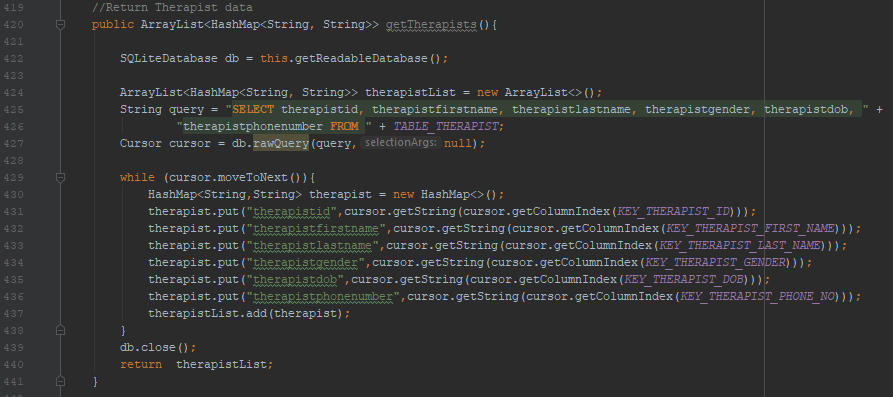 419 //Return Therapist data
420 public ArrayList<HashMap<String, String>> getTherapists(){
421
422 SQLiteDatabase db = this.getReadableDatabase();
423
424 ArrayList<HashMap<String, String>> therapistList = new ArrayList<>();
425 String query = "SELECT therapistid, therapistfirstname, therapistlastname, therapistgender, therapistdob, " +
426 "therapistphonenumber FROM " + TABLE_THERAPIST;
427 Cursor cursor = db.rawQuery(query, selectionArgs: null);
428
429 while (cursor.moveToNext()){
430 HashMap<String,String> therapist = new HashMap<>();
431 therapist.put("therapistid",cursor.getString(cursor.getColumnIndex(KEY_THERAPIST_ID)));
432 therapist.put("therapistfirstname",cursor.getString(cursor.getColumnIndex(KEY_THERAPIST_FIRST_NAME)));
433 therapist.put("therapistlastname",cursor.getString(cursor.getColumnIndex(KEY_THERAPIST_LAST_NAME)));
434 therapist.put("therapistgender",cursor.getString(cursor.getColumnIndex(KEY_THERAPIST_GENDER)));
435 therapist.put("therapistdob",cursor.getString(cursor.getColumnIndex(KEY_THERAPIST_DOB)));
436 therapist.put("therapistphonenumber",cursor.getString(cursor.getColumnIndex(KEY_THERAPIST_PHONE_NO)));
437 therapistList.add(therapist);
438 }
439 db.close();
440 return therapistList;
441 }